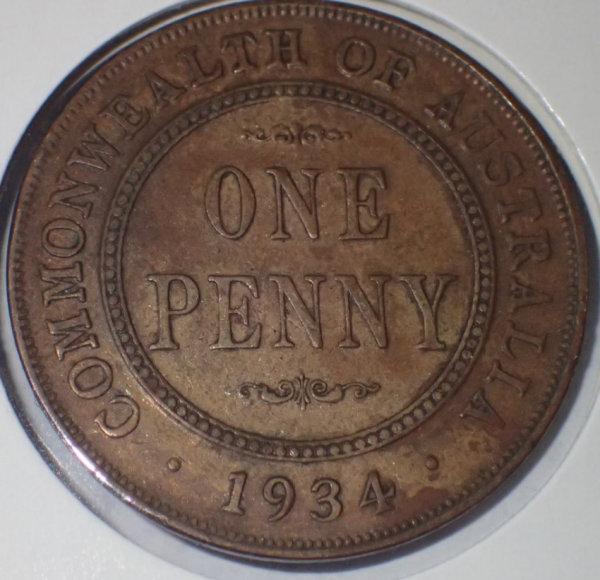 COMMONWEALTH OF AUSTRALIA
ONE
PENNY
· 1934 ·